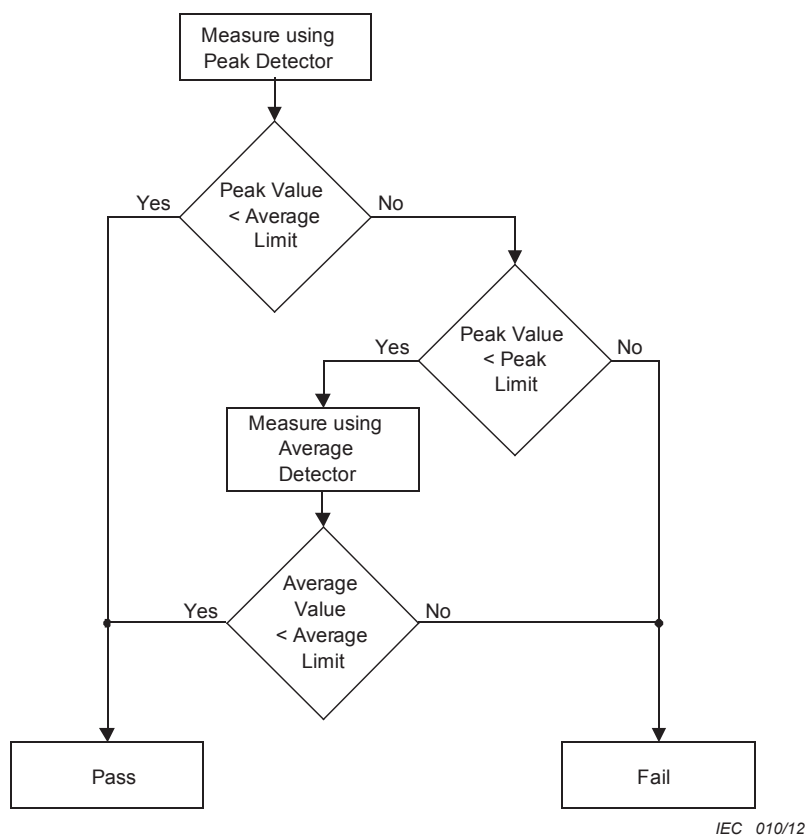 Measure using
Peak Detector
Peak Value
< Average
Limit
Yes
No
Peak Value
< Peak
Limit
Yes
No
Measure using
Average
Detector
Average
Value
< Average
Limit
Yes
No
Pass
Fail
IEC 010/12